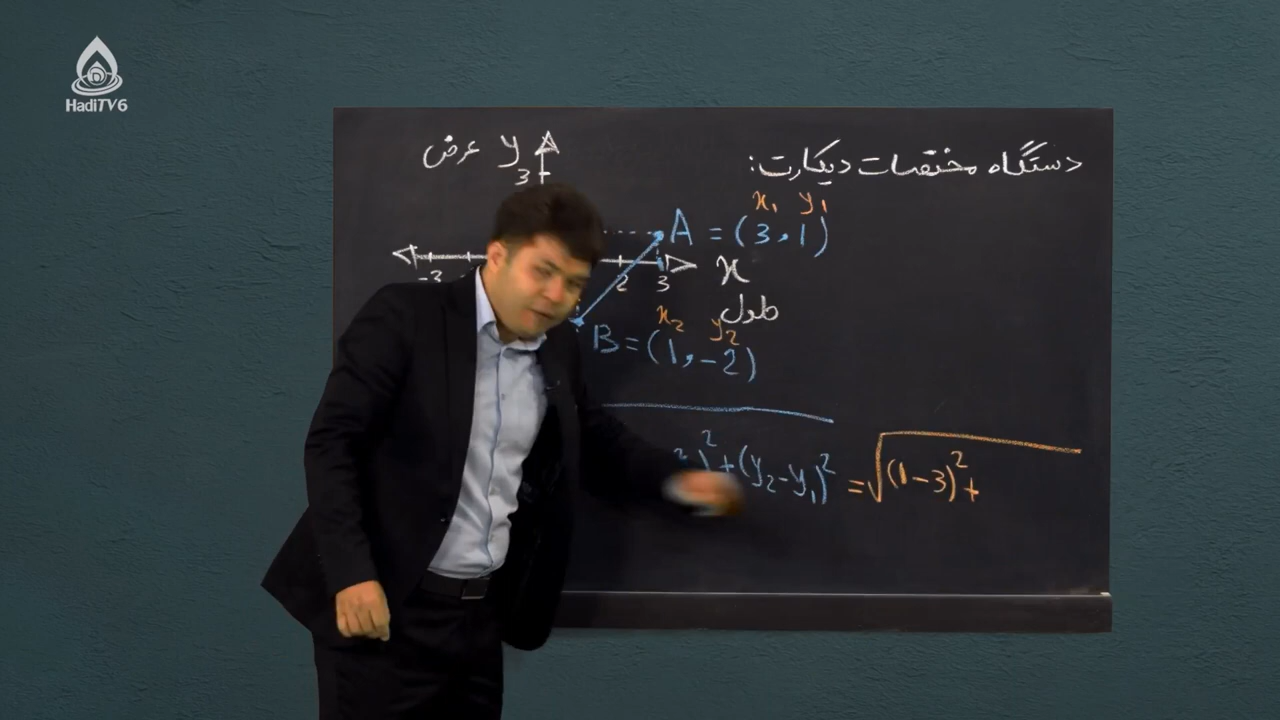 HadiTV6
دستگاه مختصات دیکارت:
y عرض
3
x₁ y₁
A = (3, 1)
-3 2 3 x
طول
x₂ y₂
B = (1, -2)
)² + (y₂ - y₁)² = √(1-3)² +